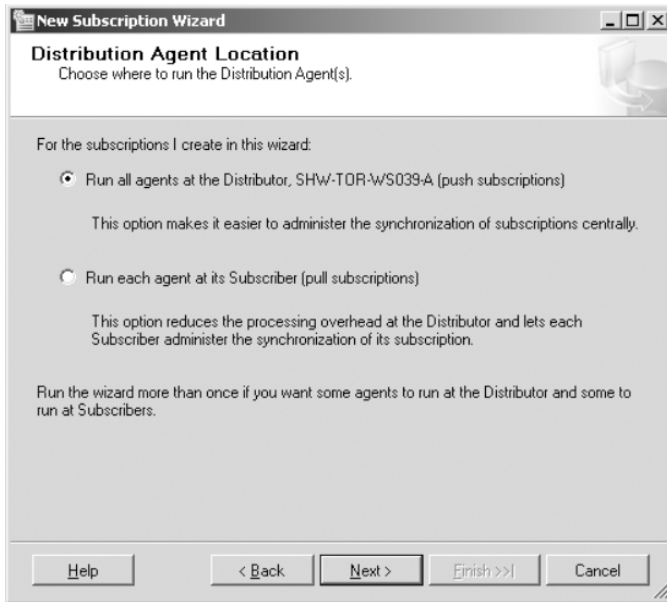 New Subscription Wizard
Distribution Agent Location
Choose where to run the Distribution Agent(s).
For the subscriptions I create in this wizard:
Run all agents at the Distributor, SHW-TOR-WS039-A (push subscriptions)
This option makes it easier to administer the synchronization of subscriptions centrally.
Run each agent at its Subscriber (pull subscriptions)
This option reduces the processing overhead at the Distributor and lets each
Subscriber administer the synchronization of its subscription.
Run the wizard more than once if you want some agents to run at the Distributor and some to
run at Subscribers.
Help
< Back
Next >
Finish >>|
Cancel